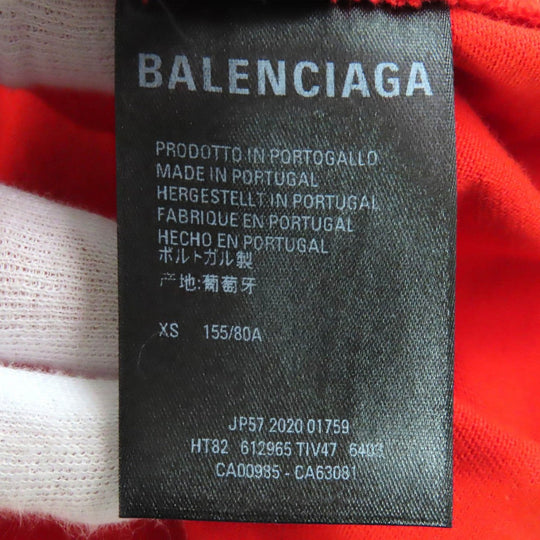 BALENCIAGA
PRODOTTO IN PORTOGALLO
MADE IN PORTUGAL
HERGESTELLT IN PORTUGAL
FABRIQUE EN PORTUGAL
HECHO EN PORTUGAL
ポルトガル製
产地:葡萄牙
XS 155/80A
JP57 2020 01759
HT82 612965 TIV47 6403
CA00985 - CA63081